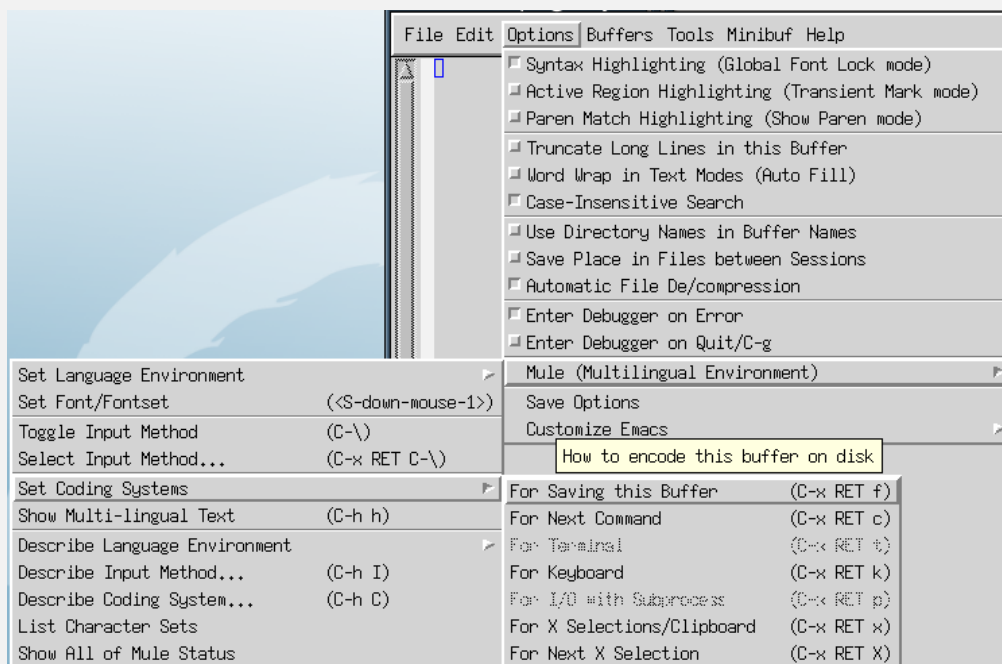 File Edit Options Buffers Tools Minibuf Help
Syntax Highlighting (Global Font Lock mode)
Active Region Highlighting (Transient Mark mode)
Paren Match Highlighting (Show Paren mode)
Truncate Long Lines in this Buffer
Word Wrap in Text Modes (Auto Fill)
Case-Insensitive Search
Use Directory Names in Buffer Names
Save Place in Files between Sessions
Automatic File De/compression
Enter Debugger on Error
Enter Debugger on Quit/C-g
Mule (Multilingual Environment)
Save Options
Customize Emacs
How to encode this buffer on disk
Set Language Environment
Set Font/Fontset (<S-down-mouse-1>)
Toggle Input Method (C-\)
Select Input Method... (C-x RET C-\)
Set Coding Systems
Show Multi-lingual Text (C-h h)
Describe Language Environment
Describe Input Method... (C-h I)
Describe Coding System... (C-h C)
List Character Sets
Show All of Mule Status
For Saving this Buffer (C-x RET f)
For Next Command (C-x RET c)
For Terminal (C-x RET t)
For Keyboard (C-x RET k)
For I/O with Subprocess (C-x RET p)
For X Selections/Clipboard (C-x RET x)
For Next X Selection (C-x RET X)